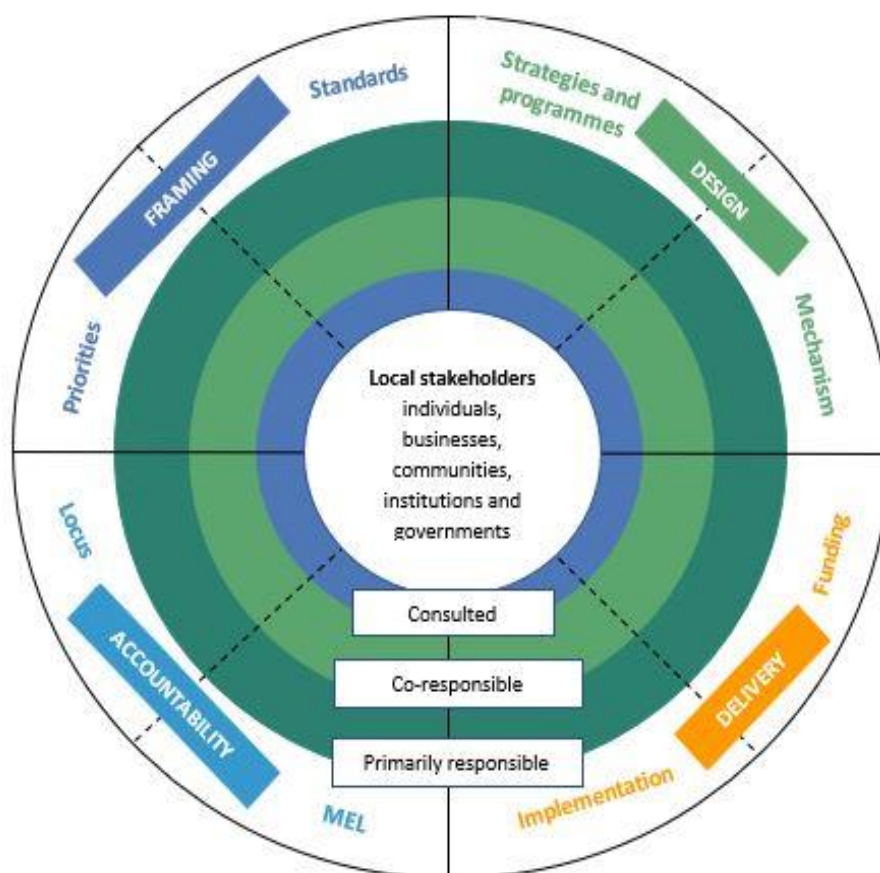 Standards
FRAMING
Priorities
Strategies and
programmes
DESIGN
Mechanism
Local stakeholders
individuals,
businesses,
communities,
institutions and
governments
Locus
ACCOUNTABILITY
MEL
Funding
DELIVERY
Implementation
Consulted
Co-responsible
Primarily responsible